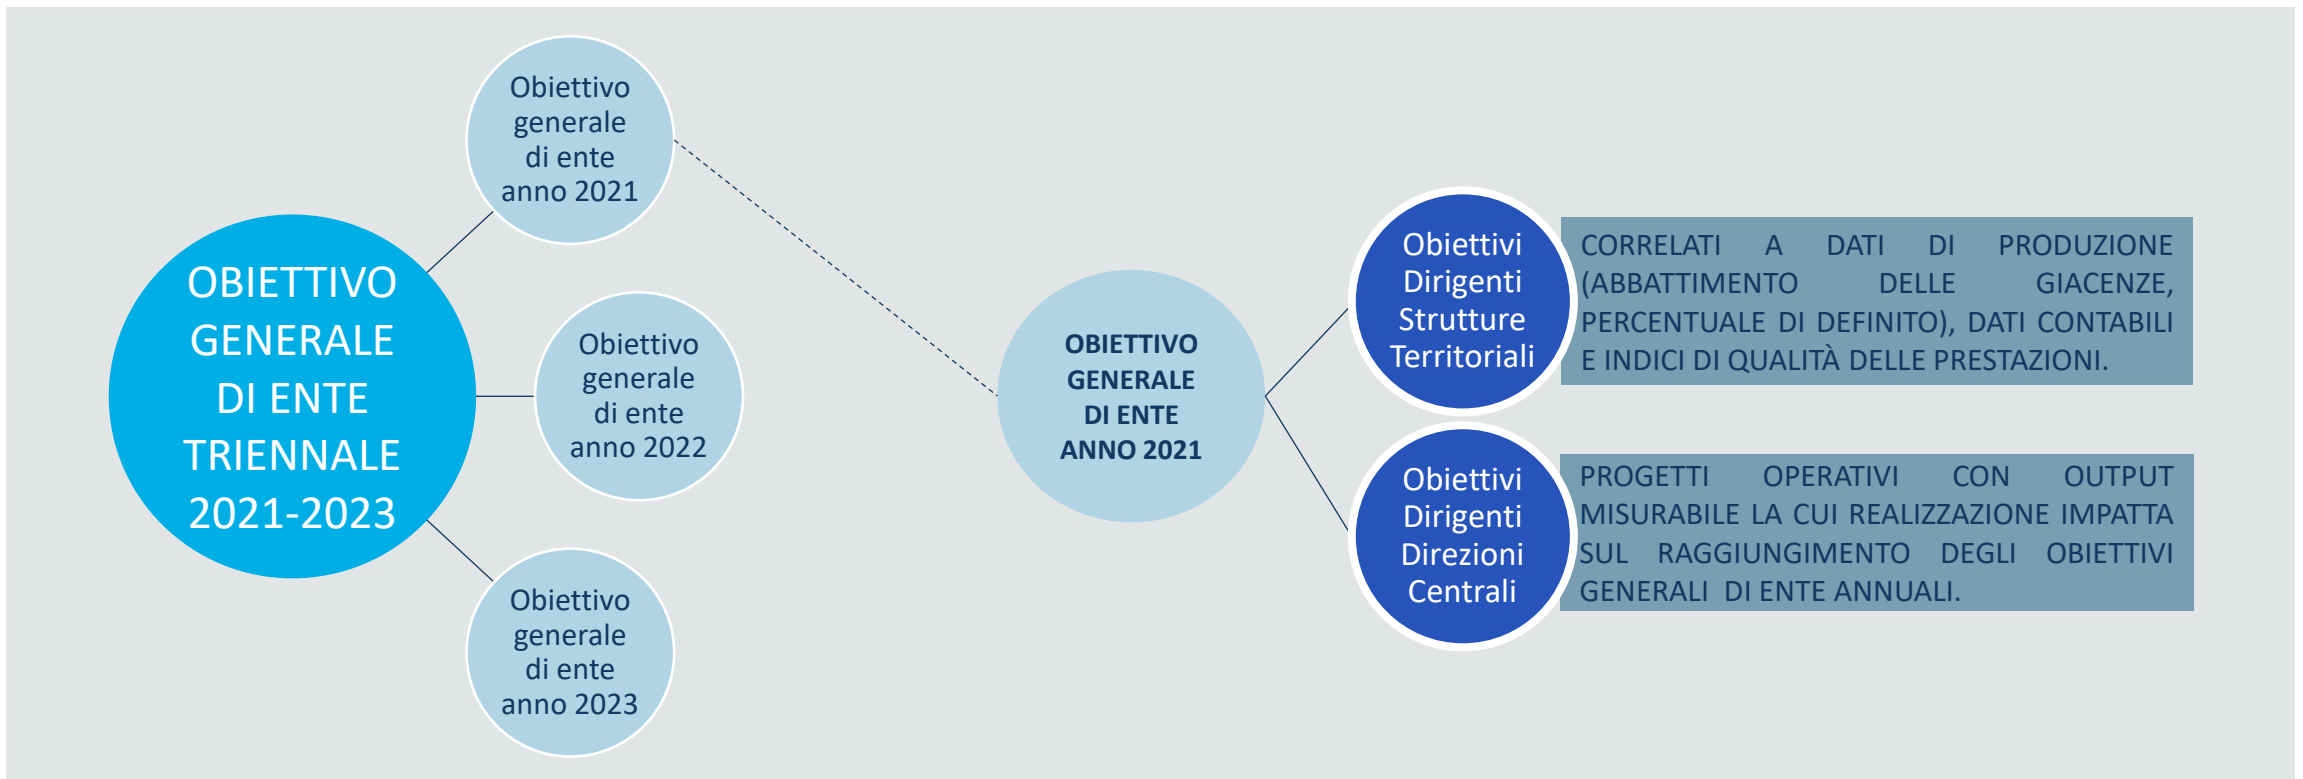 OBIETTIVO
GENERALE
DI ENTE
TRIENNALE
2021-2023
Obiettivo
generale
di ente
anno 2021
Obiettivo
generale
di ente
anno 2022
Obiettivo
generale
di ente
anno 2023
OBIETTIVO
GENERALE
DI ENTE
ANNO 2021
Obiettivi
Dirigenti
Strutture
Territoriali
CORRELATI A DATI DI PRODUZIONE
(ABBATTIMENTO DELLE GIACENZE,
PERCENTUALE DI DEFINITO), DATI CONTABILI
E INDICI DI QUALITÀ DELLE PRESTAZIONI.
Obiettivi
Dirigenti
Direzioni
Centrali
PROGETTI OPERATIVI CON OUTPUT
MISURABILE LA CUI REALIZZAZIONE IMPATTA
SUL RAGGIUNGIMENTO DEGLI OBIETTIVI
GENERALI DI ENTE ANNUALI.